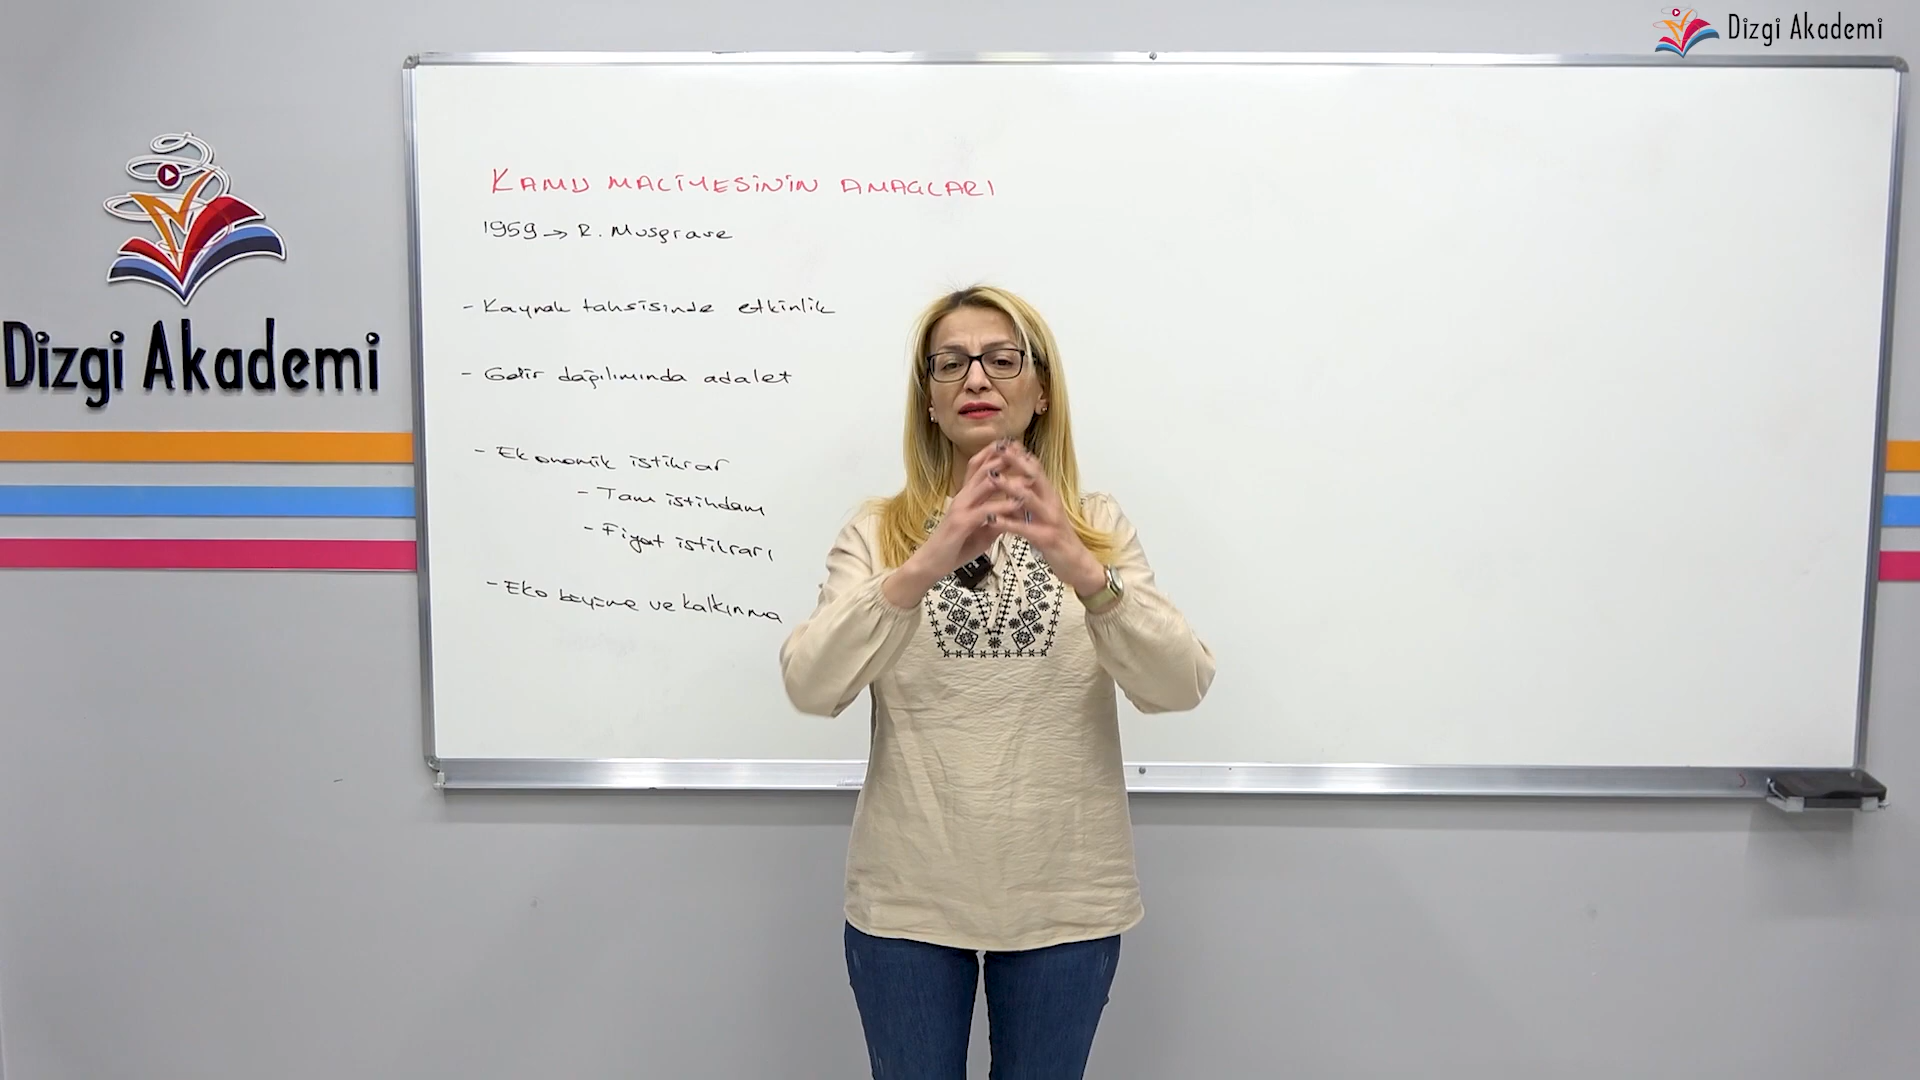 Dizgi Akademi
KAMU MALİYESİNİN AMAÇLARI
1959 → R. Musgrave
- Kaynak tahsisinde etkinlik
- Gelir dağılımında adalet
Dizgi Akademi
- Ekonomik istikrar
- Tam istihdam
- Fiyat istikrarı
- Eko büyüme ve kalkınma